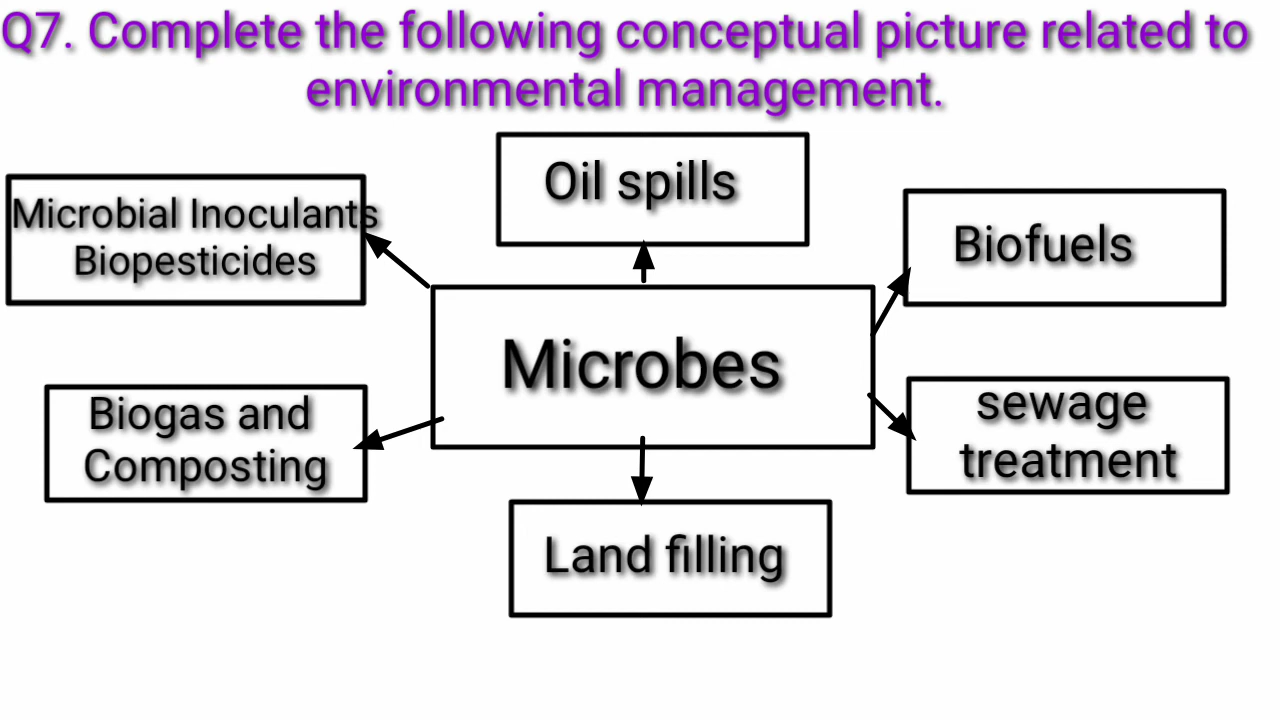 Q7. Complete the following conceptual picture related to
environmental management.
Oil spills
Microbial Inoculants
Biopesticides
Biofuels
Microbes
Biogas and
Composting
sewage
treatment
Land filling